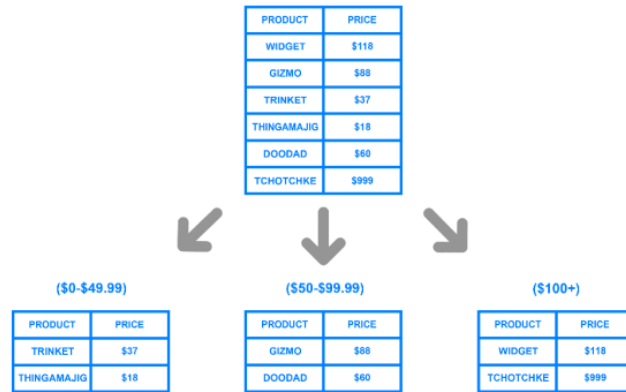 PRODUCT PRICE
WIDGET $118
GIZMO $88
TRINKET $37
THINGAMAJIG $18
DOODAD $60
TCHOTCHKE $999
($0-$49.99)
PRODUCT PRICE
TRINKET $37
THINGAMAJIG $18
($50-$99.99)
PRODUCT PRICE
GIZMO $88
DOODAD $60
($100+)
PRODUCT PRICE
WIDGET $118
TCHOTCHKE $999